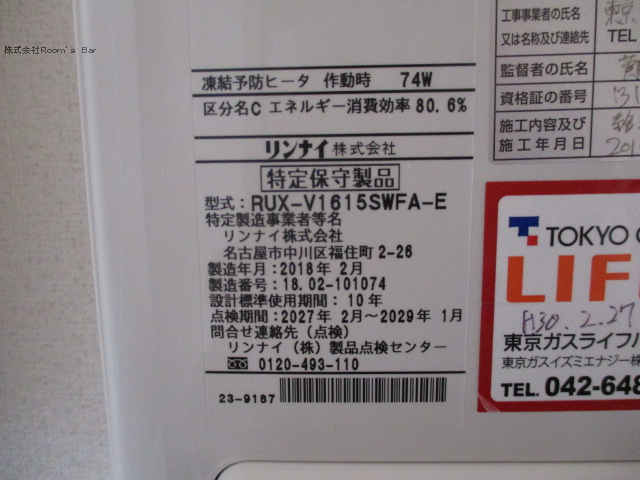 株式会社Room's Bar
凍結予防ヒータ 作動時 74W
区分名C エネルギー消費効率80.6%
リンナイ株式会社
特定保守製品
型式: RUX-V1615SWFA-E
特定製造事業者等名
リンナイ株式会社
名古屋市中川区福住町2-26
製造年月: 2018年 2月
製造番号: 18.02-101074
設計標準使用期間: 10年
点検期間: 2027年 2月~2029年 1月
問合せ連絡先(点検)
リンナイ(株)製品点検センター
0120-493-110
23-9187
工事事業者の氏名
又は名称及び連絡先 TEL
監督者の氏名
資格証の番号
施工内容及び
施工年月日
TOKYO
LIF
H30.2.27
東京ガスライフバ
東京ガスイズミエナジー株
TEL. 042-648